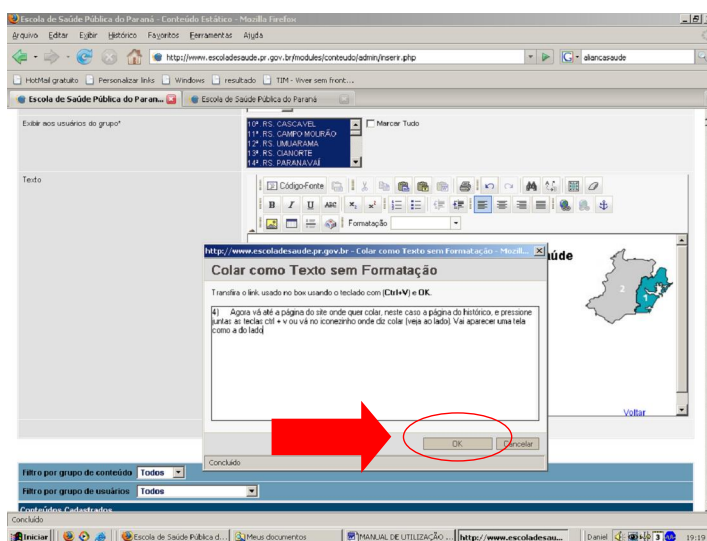 Escola de Saúde Pública do Paraná - Conteúdo Estático - Mozilla Firefox
Arquivo Editar Exibir Histórico Favoritos Ferramentas Ajuda
http://www.escoladesaude.pr.gov.br/modules/conteudo/admin/inserir.php
aliancasaude
HotMail gratuito Personalizar links Windows resultado TIM - Viver sem front...
Escola de Saúde Pública do Paran...
Escola de Saúde Pública do Paraná
Exibir aos usuários do grupo*
10ª. RS. CASCAVEL
11ª. RS. CAMPO MOURÃO
12ª. RS. UMUARAMA
13ª. RS. CIANORTE
14ª. RS. PARANAVAÍ
Marcar Tudo
Texto
Código-Fonte
B I U ABC x₂ x²
Formatação
úde
http://www.escoladesaude.pr.gov.br - Colar como Texto sem Formatação - Mozill...
Colar como Texto sem Formatação
Transfira o link usado no box usando o teclado com (Ctrl+V) e OK.
4) Agora vá até a página do site onde quer colar, neste caso a página do histórico, e pressione
juntas as teclas ctrl + v ou vá no iconezinho onde diz colar (veja ao lado). Vai aparecer uma tela
como a do lado
1
2
Voltar
OK Cancelar
Concluído
Filtro por grupo de conteúdo Todos
Filtro por grupo de usuários Todos
Conteúdos Cadastrados
Concluído
Iniciar
Escola de Saúde Pública d...
Meus documentos
MANUAL DE UTILIZAÇÃO ...
http://www.escoladesau...
Daniel
3
19:19